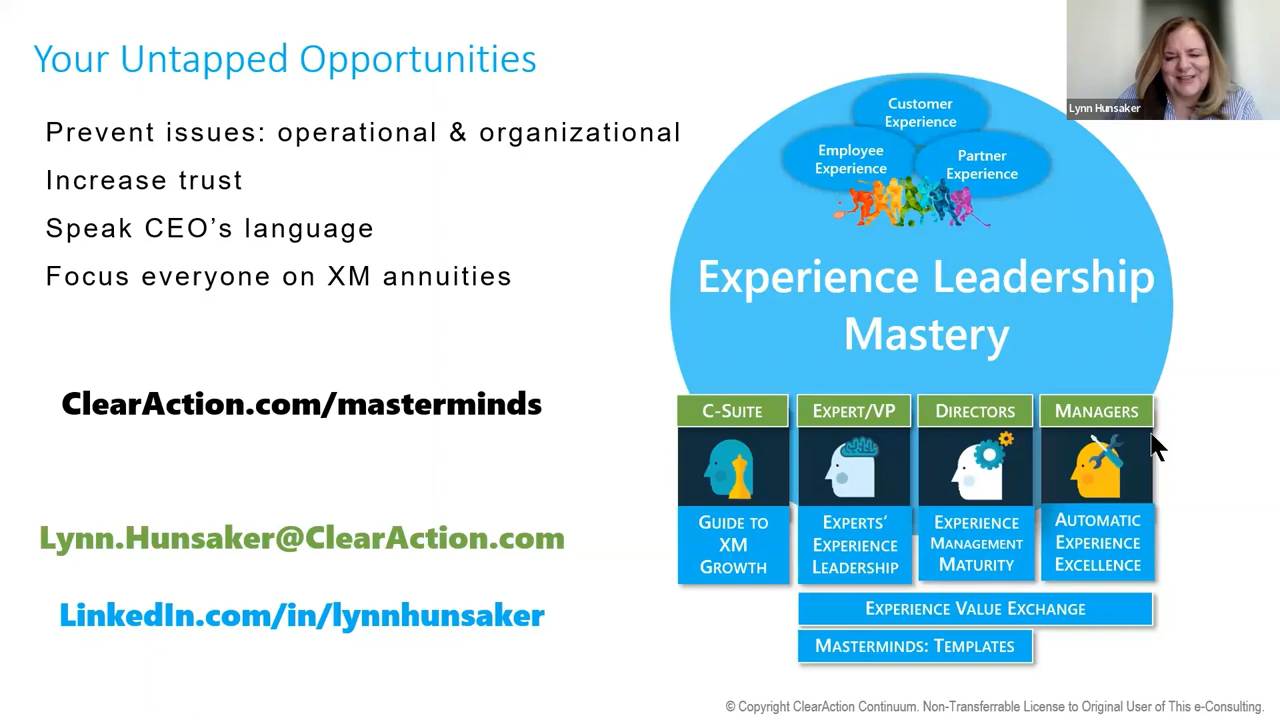 Your Untapped Opportunities
Prevent issues: operational & organizational
Increase trust
Speak CEO’s language
Focus everyone on XM annuities
ClearAction.com/masterminds
Lynn.Hunsaker@ClearAction.com
LinkedIn.com/in/lynnhunsaker
Lynn Hunsaker
Customer
Experience
Employee
Experience
Partner
Experience
Experience Leadership
Mastery
C-SUITE
EXPERT/VP
DIRECTORS
MANAGERS
GUIDE TO
XM
GROWTH
EXPERTS’
EXPERIENCE
LEADERSHIP
EXPERIENCE
MANAGEMENT
MATURITY
AUTOMATIC
EXPERIENCE
EXCELLENCE
EXPERIENCE VALUE EXCHANGE
MASTERMINDS: TEMPLATES
© Copyright ClearAction Continuum. Non-Transferrable License to Original User of This e-Consulting.